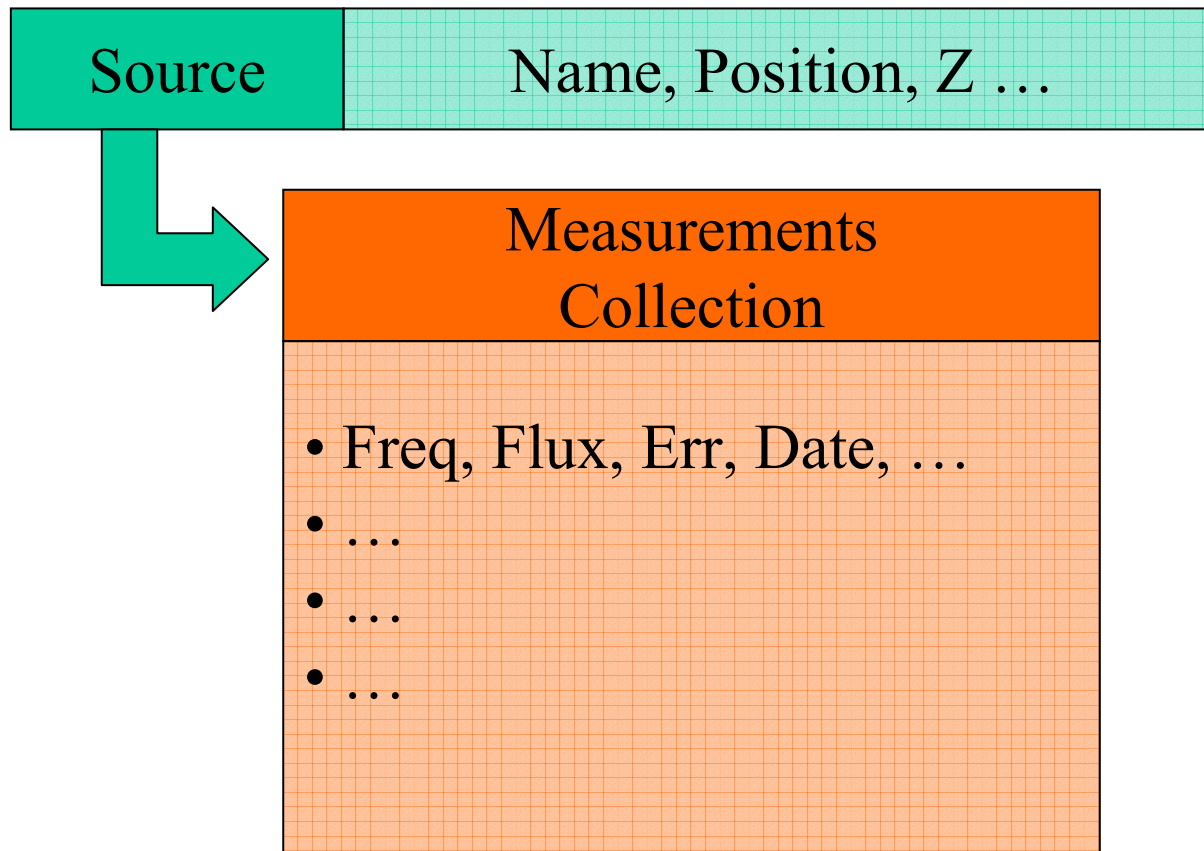 Source
Name, Position, Z …
Measurements
Collection
• Freq, Flux, Err, Date, …
• …
• …
• …